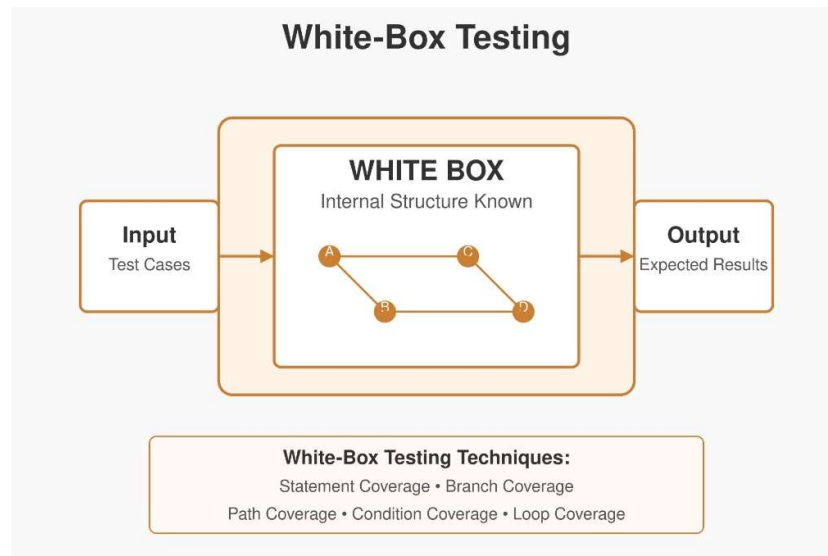 White-Box Testing
WHITE BOX
Internal Structure Known
Input
Test Cases
Output
Expected Results
A
C
B
D
White-Box Testing Techniques:
Statement Coverage • Branch Coverage
Path Coverage • Condition Coverage • Loop Coverage